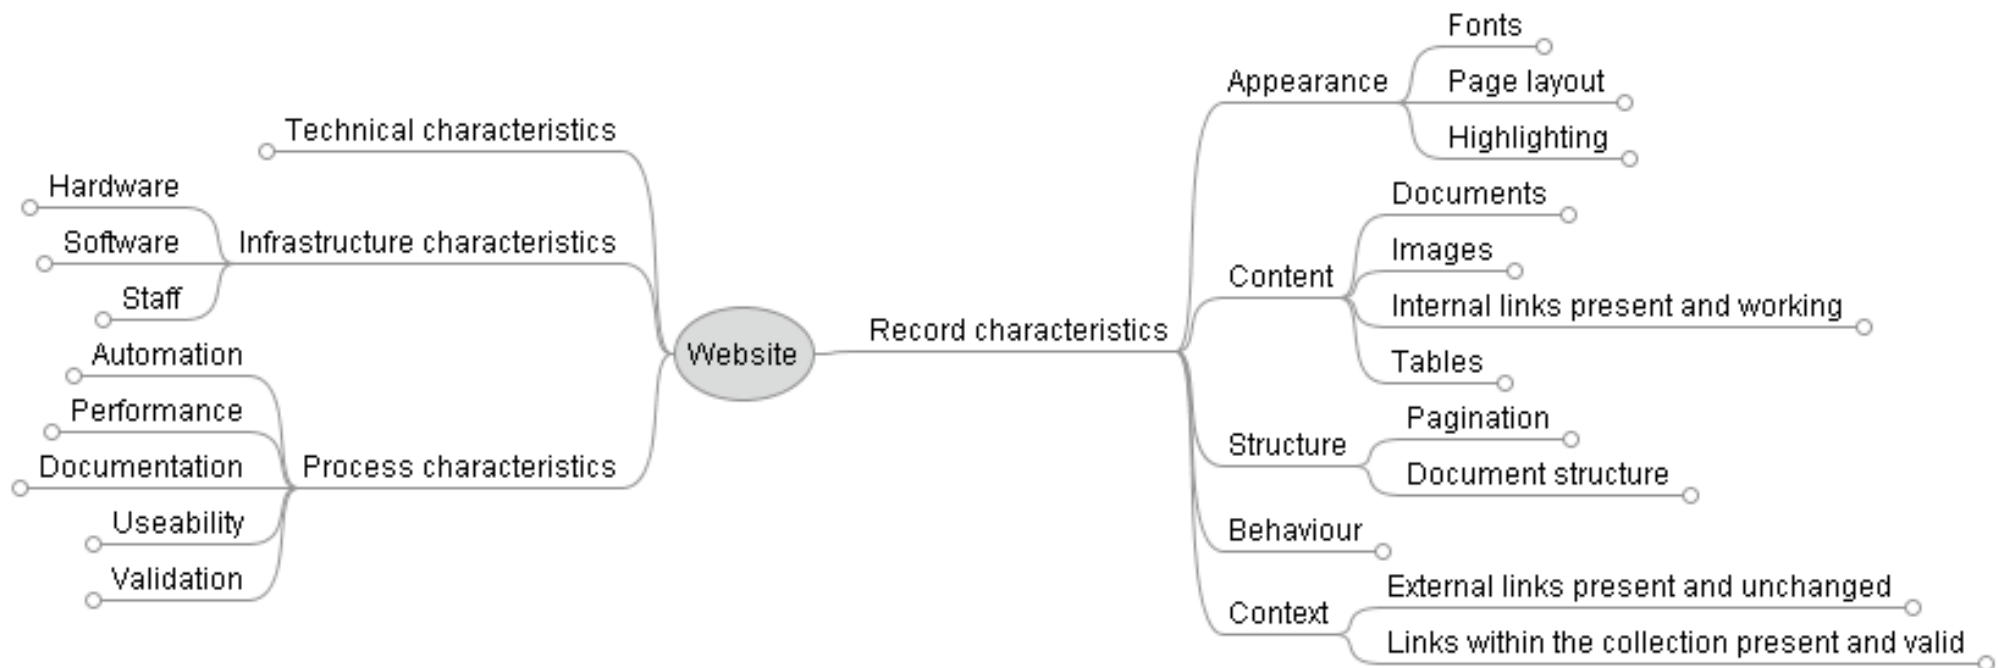 Website
Technical characteristics
Infrastructure characteristics
Hardware
Software
Staff
Process characteristics
Automation
Performance
Documentation
Useability
Validation
Record characteristics
Appearance
Fonts
Page layout
Highlighting
Content
Documents
Images
Internal links present and working
Tables
Structure
Pagination
Document structure
Behaviour
Context
External links present and unchanged
Links within the collection present and valid